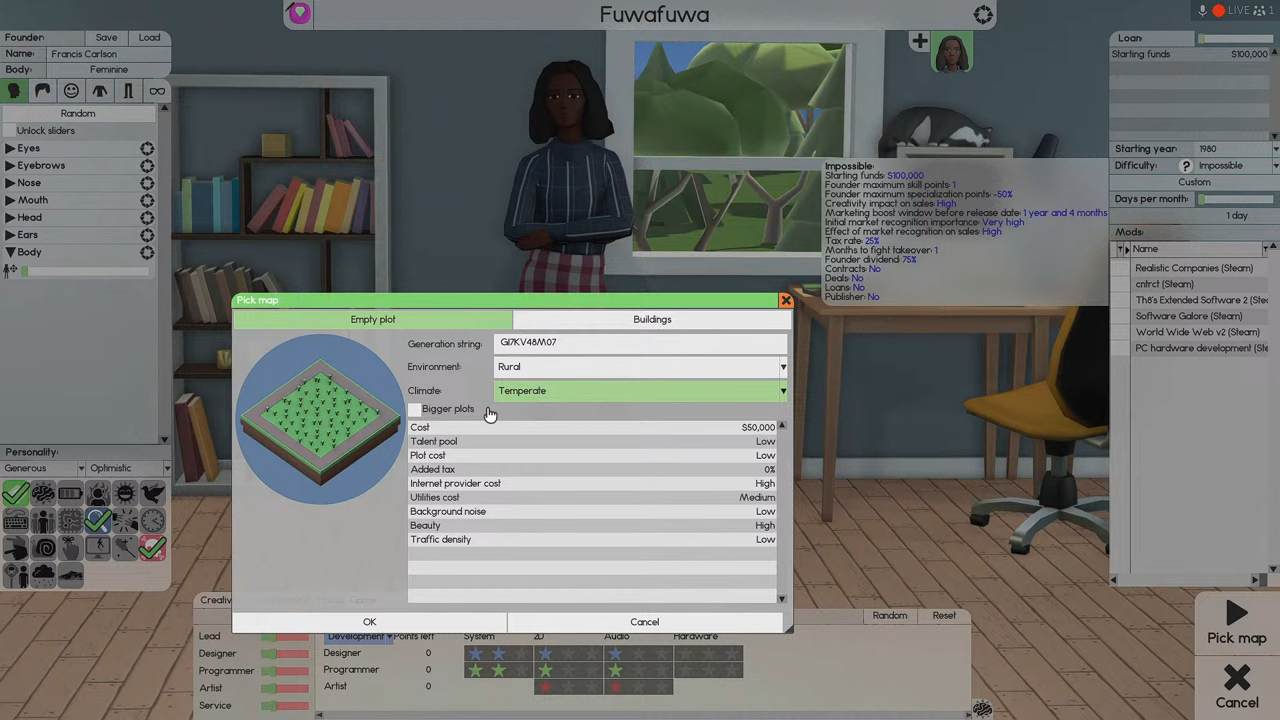 Fuwafuwa
LIVE 1
Founder: Save Load
Name: Francis Carlson
Body: Feminine
Random
Unlock sliders
Eyes
Eyebrows
Nose
Mouth
Head
Ears
Body
Personality:
Generous Optimistic
Loan:
Starting funds $100,000
Starting year: 1980
Difficulty: ? Impossible
Custom
Days per month:
1 day
Mods:
Name
Realistic Companies (Steam)
cntrct (Steam)
Th8's Extended Software 2 (Ste
Software Galore (Steam)
World Wide Web v2 (Steam)
PC hardware development (Ste
Impossible:
Starting funds: $100,000
Founder maximum skill points: 1
Founder maximum specialization points: -50%
Creativity impact on sales: High
Marketing boost window before release date: 1 year and 4 months
Initial market recognition importance: Very high
Effect of market recognition on sales: High
Tax rate: 25%
Months to fight takeover: 1
Founder dividend: 75%
Contracts: No
Deals: No
Loans: No
Publisher: No
Pick map
Empty plot Buildings
Generation string: GI7KV48M07
Environment: Rural
Climate: Temperate
Bigger plots
Cost $50,000
Talent pool Low
Plot cost Low
Added tax 0%
Internet provider cost High
Utilities cost Medium
Background noise Low
Beauty High
Traffic density Low
OK Cancel
Creativ
Random Reset
Lead
Designer
Programmer
Artist
Service
Development Points left System 2D Audio Hardware
Designer 0
Programmer 0
Artist 0
Pick map
Cancel